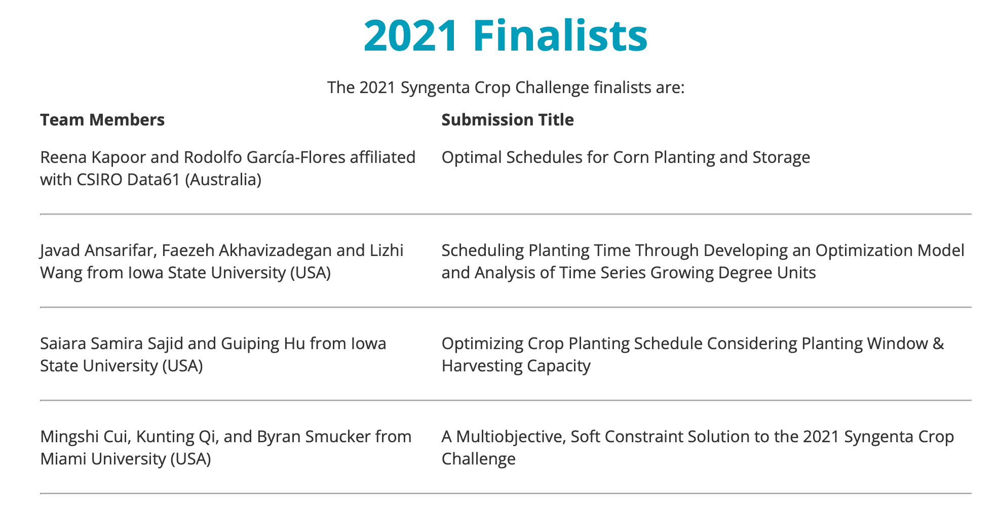 2021 Finalists
The 2021 Syngenta Crop Challenge finalists are:
Team Members
Submission Title
Reena Kapoor and Rodolfo García-Flores affiliated
with CSIRO Data61 (Australia)
Optimal Schedules for Corn Planting and Storage
Javad Ansarifar, Faezeh Akhavizadegan and Lizhi
Wang from Iowa State University (USA)
Scheduling Planting Time Through Developing an Optimization Model
and Analysis of Time Series Growing Degree Units
Saiara Samira Sajid and Guiping Hu from Iowa
State University (USA)
Optimizing Crop Planting Schedule Considering Planting Window &
Harvesting Capacity
Mingshi Cui, Kunting Qi, and Byran Smucker from
Miami University (USA)
A Multiobjective, Soft Constraint Solution to the 2021 Syngenta Crop
Challenge